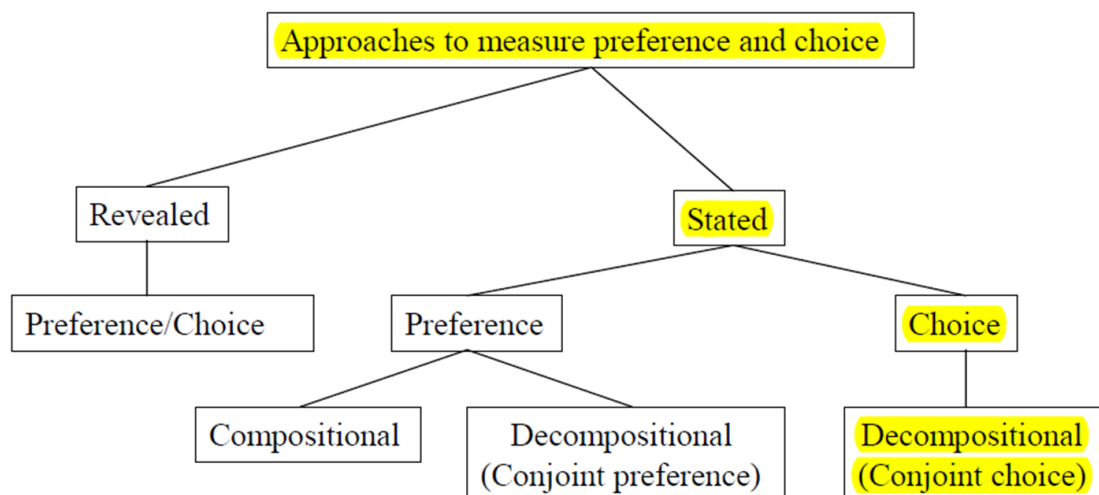 Approaches to measure preference and choice
Revealed
Stated
Preference/Choice
Preference
Choice
Compositional
Decompositional
(Conjoint preference)
Decompositional
(Conjoint choice)